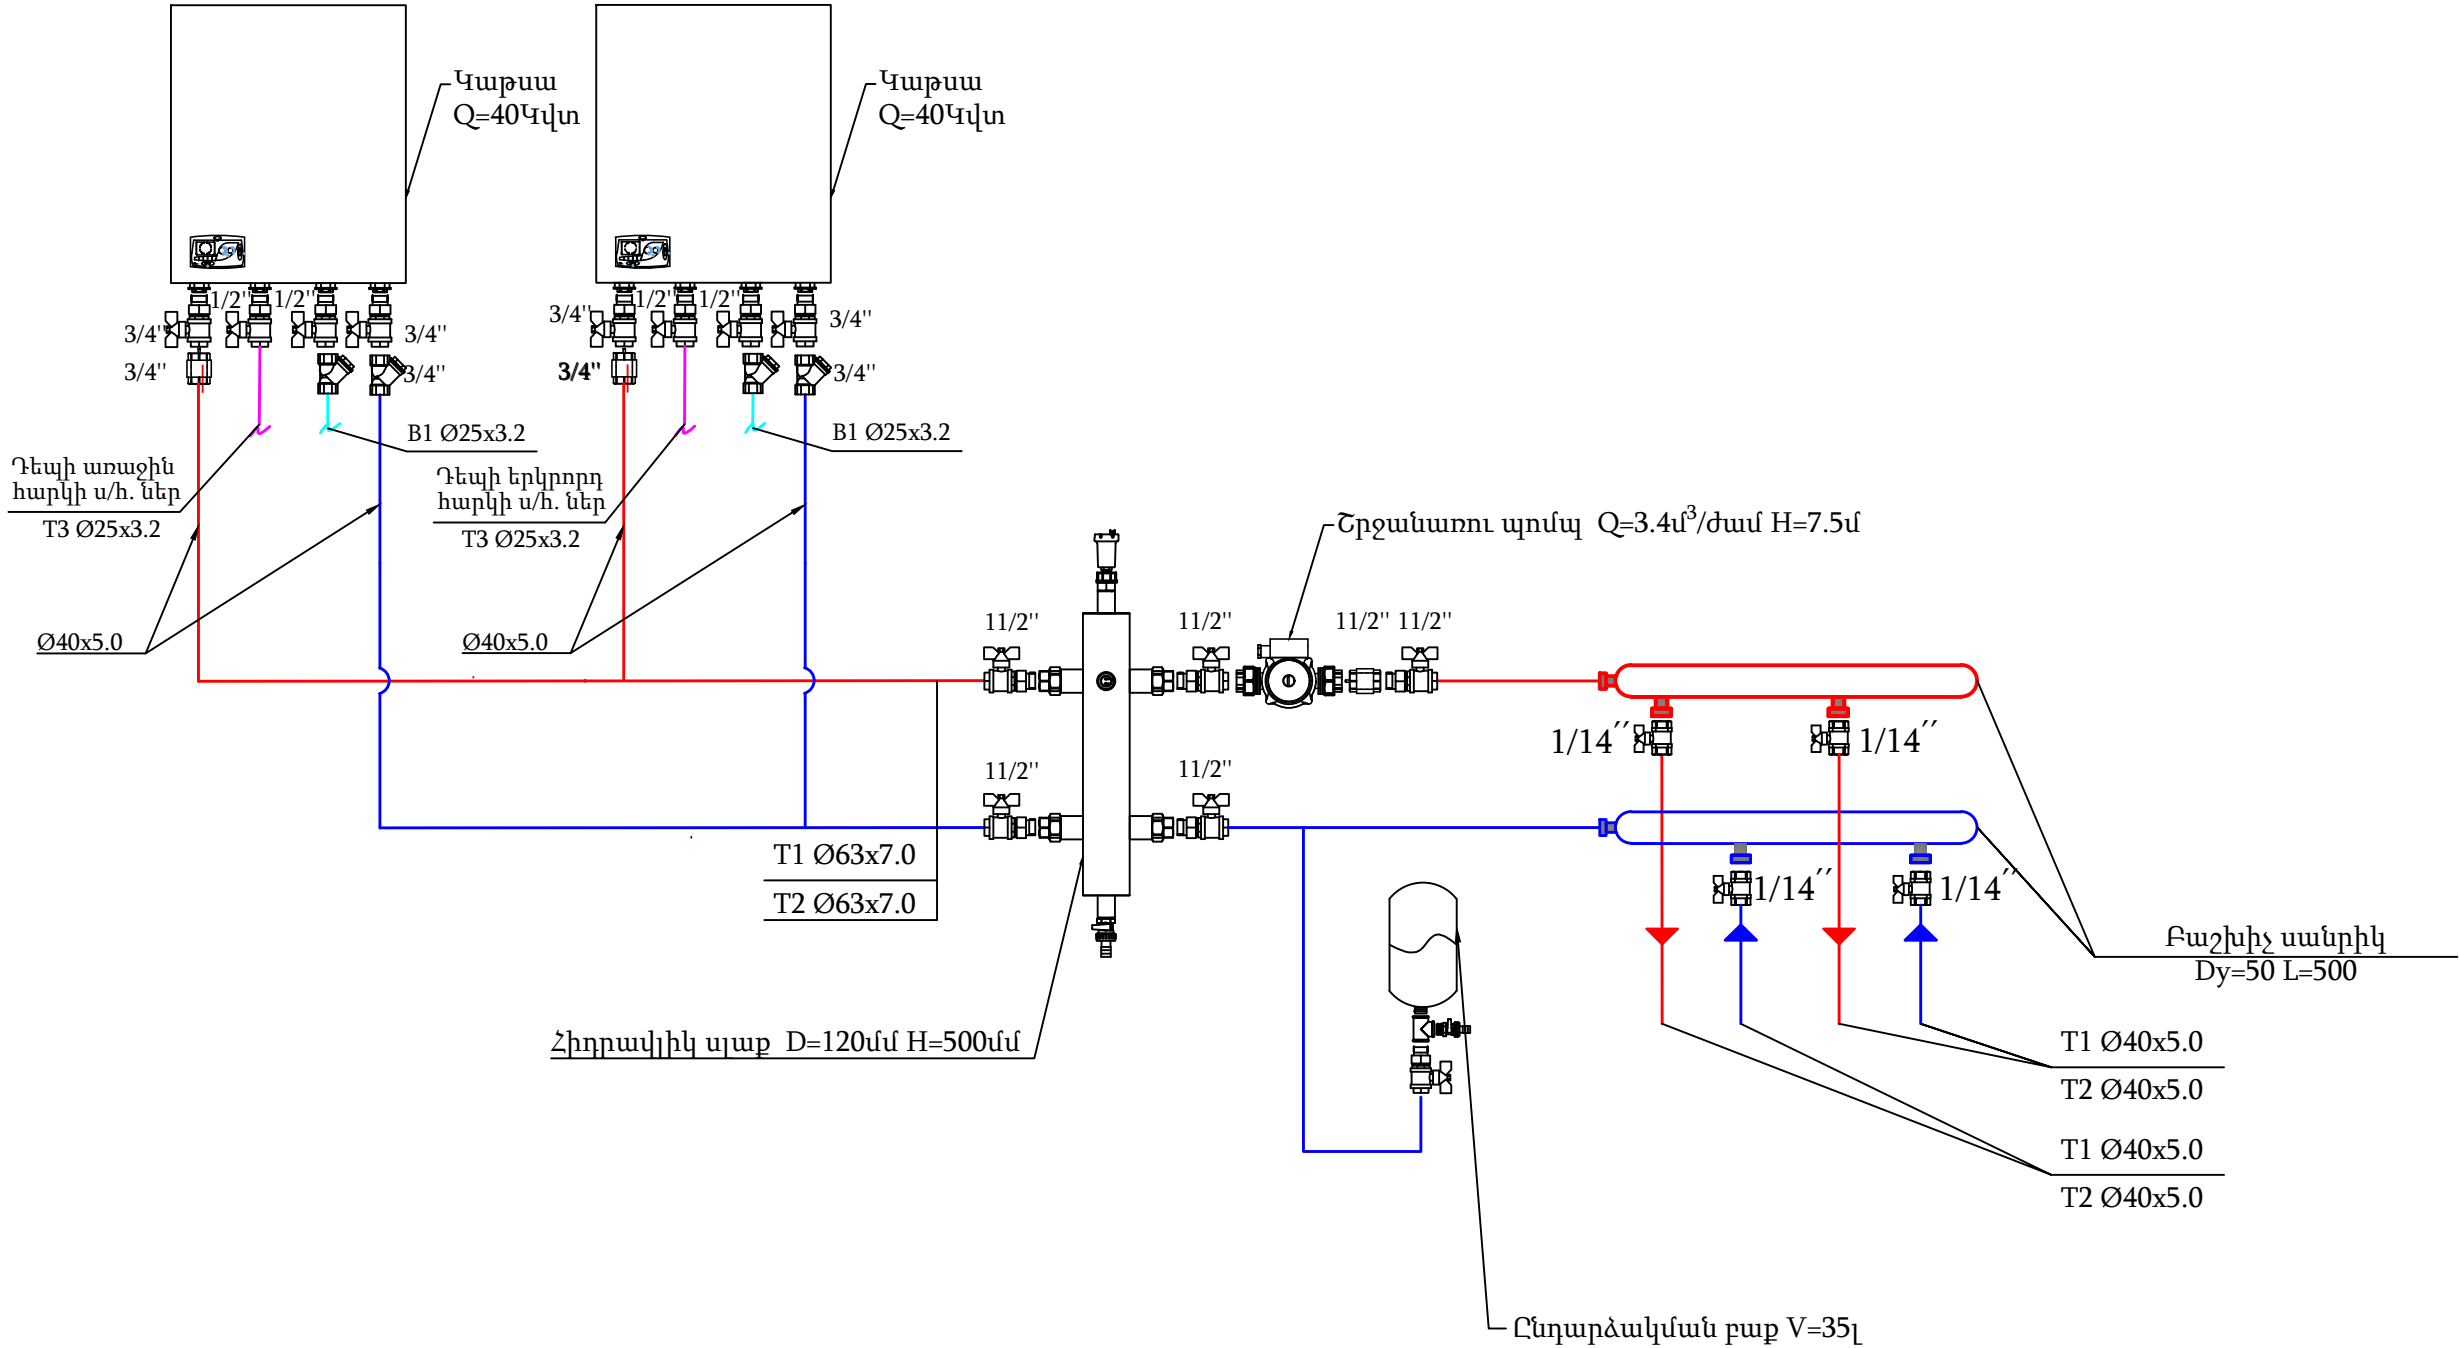 Կաթսա
Q=40Կվտ
Կաթսա
Q=40Կվտ
1/2'' 1/2''
3/4'' 3/4''
3/4'' 3/4''
1/2'' 1/2''
3/4'' 3/4''
3/4'' 3/4''
B1 Ø25x3.2
B1 Ø25x3.2
Դեպի առաջին
հարկի ս/հ. ներ
T3 Ø25x3.2
Դեպի երկրորդ
հարկի ս/հ. ներ
T3 Ø25x3.2
Ø40x5.0
Ø40x5.0
Շրջանառու պոմպ Q=3.4մ³/ժամ H=7.5մ
11/2'' 11/2'' 11/2'' 11/2''
11/2'' 11/2''
1/14′′ 1/14′′
1/14′′ 1/14′′
T1 Ø63x7.0
T2 Ø63x7.0
Բաշխիչ սանրիկ
Dy=50 L=500
Հիդրավլիկ սլաք D=120մմ H=500մմ
T1 Ø40x5.0
T2 Ø40x5.0
T1 Ø40x5.0
T2 Ø40x5.0
Ընդարձակման բաք V=35լ